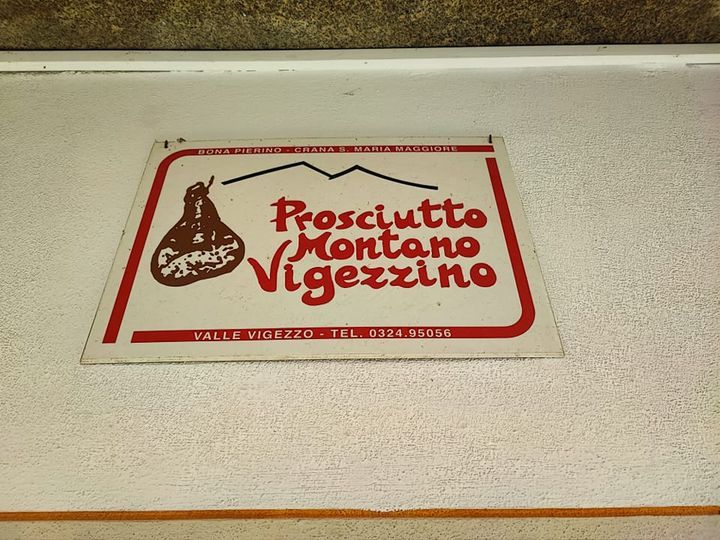 BONA PIERINO - CRANA S. MARIA MAGGIORE
Prosciutto
Montano
Vigezzino
VALLE VIGEZZO - TEL. 0324.95056